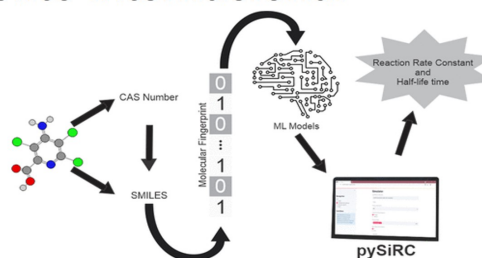 CAS Number
SMILES
Molecular Fingerprint
0
1
0
⋮
1
0
1
ML Models
Reaction Rate Constant
and
Half-life time
pySiRC